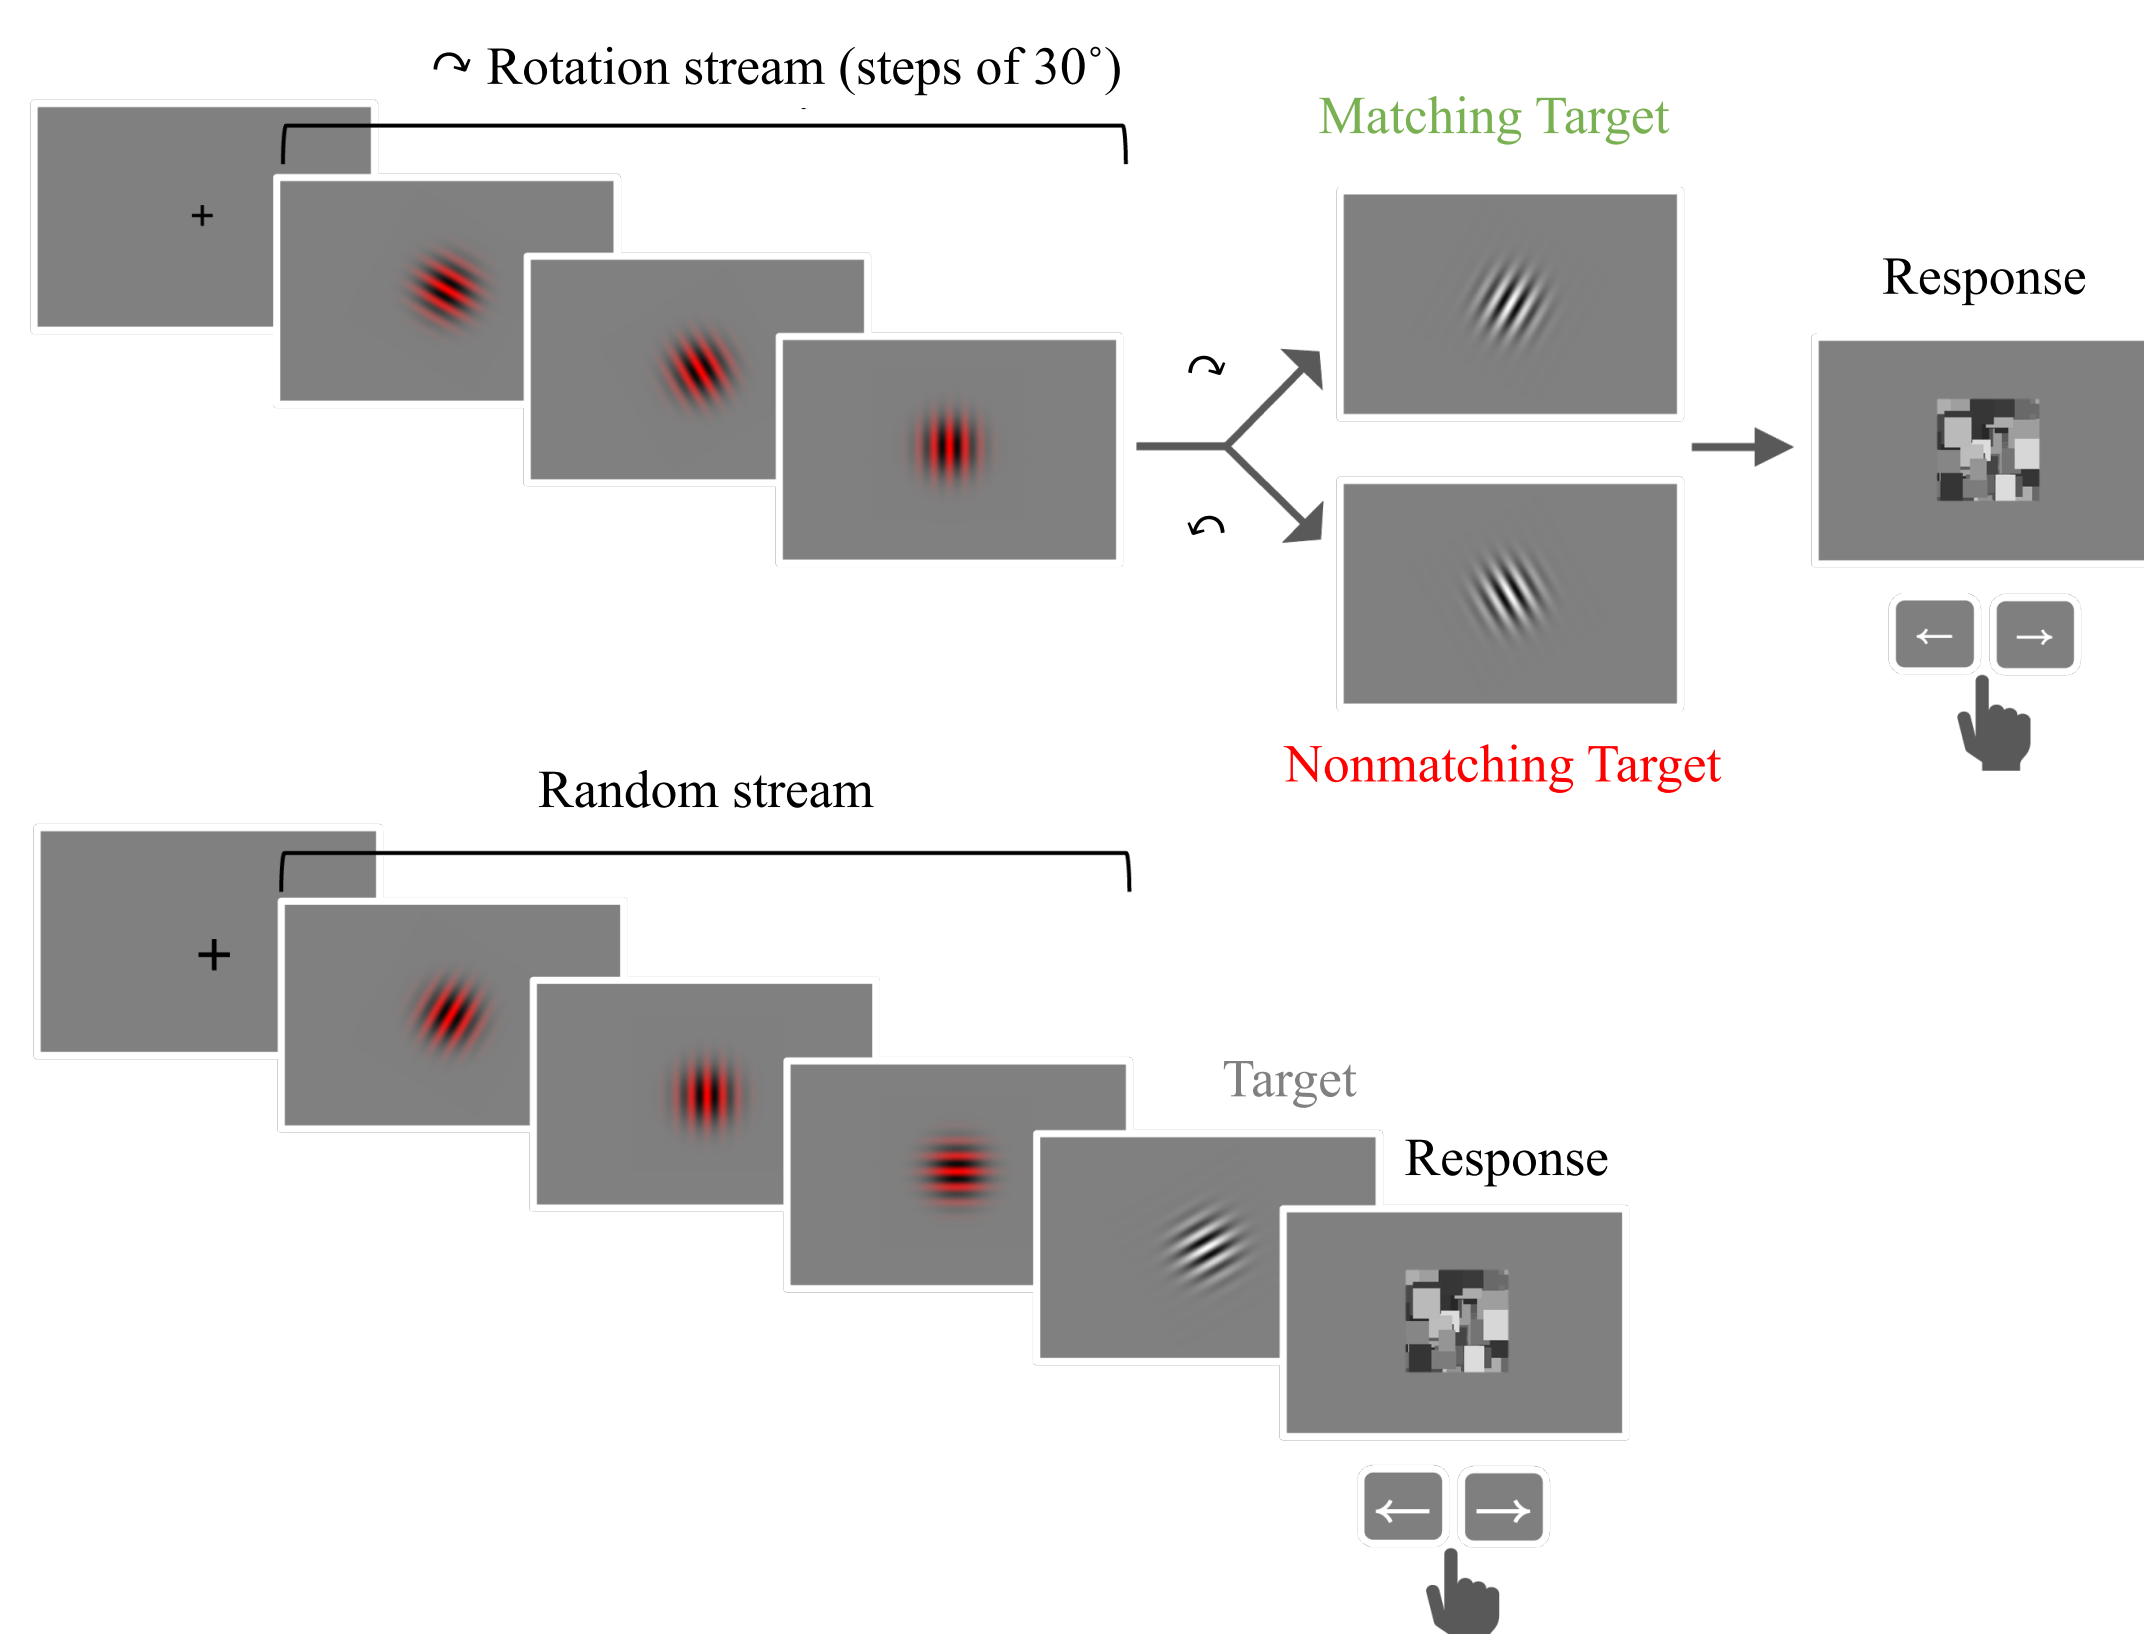 ↷ Rotation stream (steps of 30˚)
Matching Target
Response
← →
Nonmatching Target
Random stream
Target
Response
← →